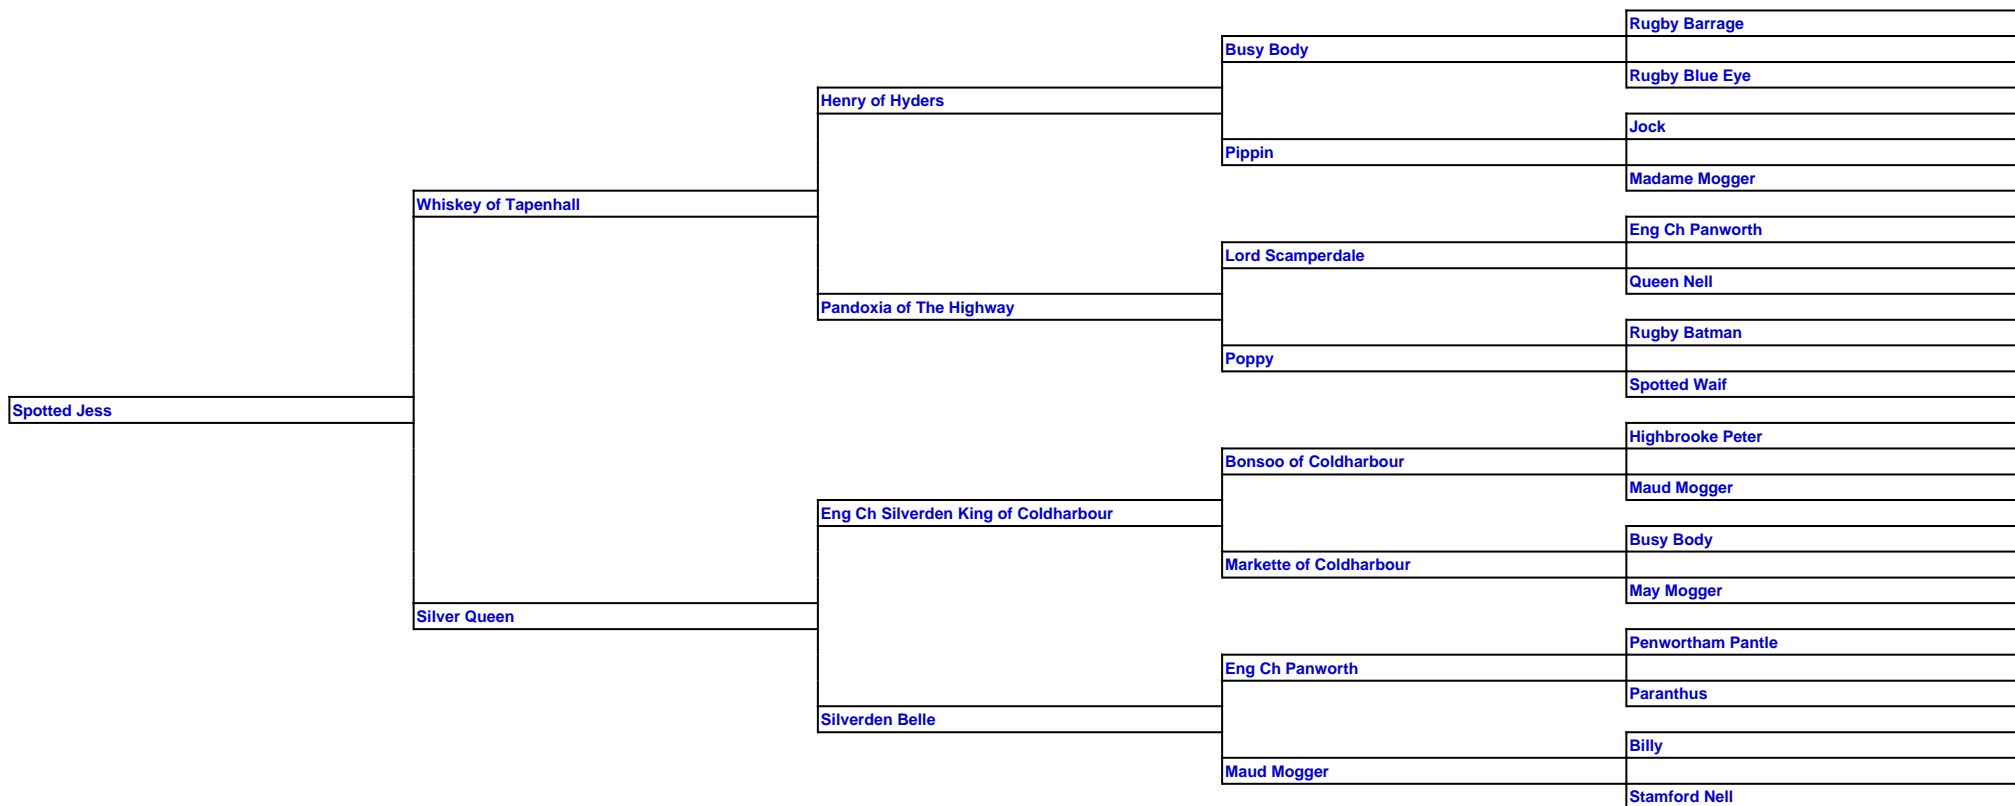 Rugby Barrage
Busy Body
Rugby Blue Eye
Henry of Hyders
Jock
Pippin
Madame Mogger
Whiskey of Tapenhall
Eng Ch Panworth
Lord Scamperdale
Queen Nell
Pandoxia of The Highway
Rugby Batman
Poppy
Spotted Waif
Spotted Jess
Highbrooke Peter
Bonsoo of Coldharbour
Maud Mogger
Eng Ch Silverden King of Coldharbour
Busy Body
Markette of Coldharbour
May Mogger
Silver Queen
Penwortham Pantle
Eng Ch Panworth
Paranthus
Silverden Belle
Billy
Maud Mogger
Stamford Nell